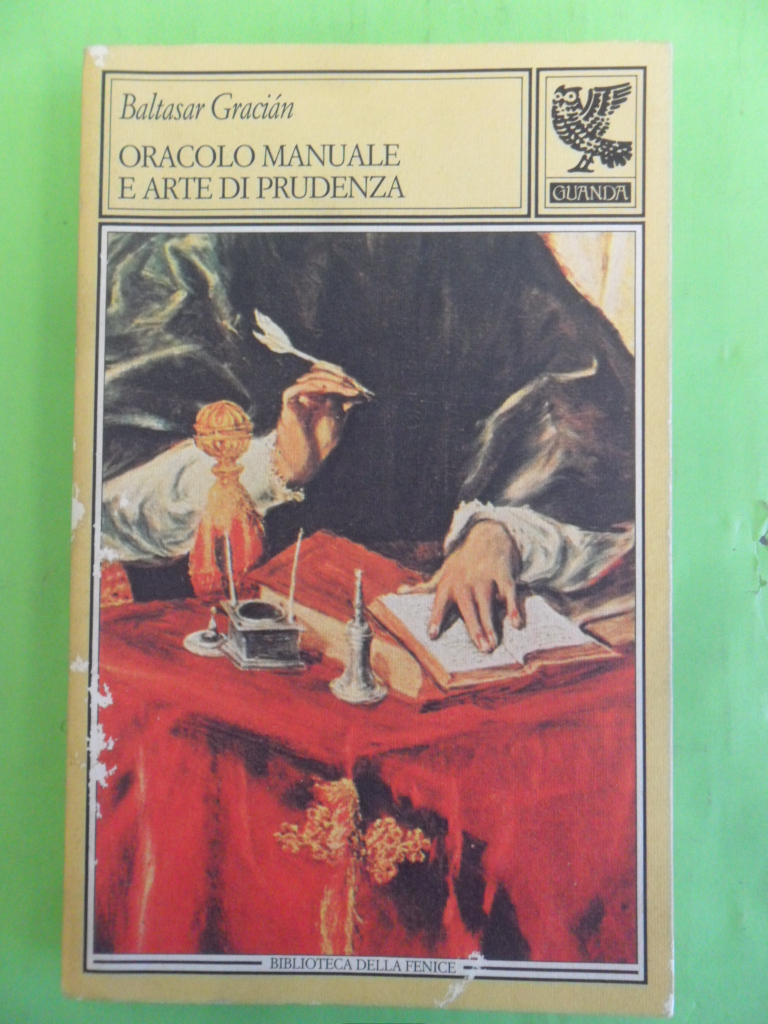 Baltasar Gracián
ORACOLO MANUALE
E ARTE DI PRUDENZA
GUANDA
BIBLIOTECA DELLA FENICE